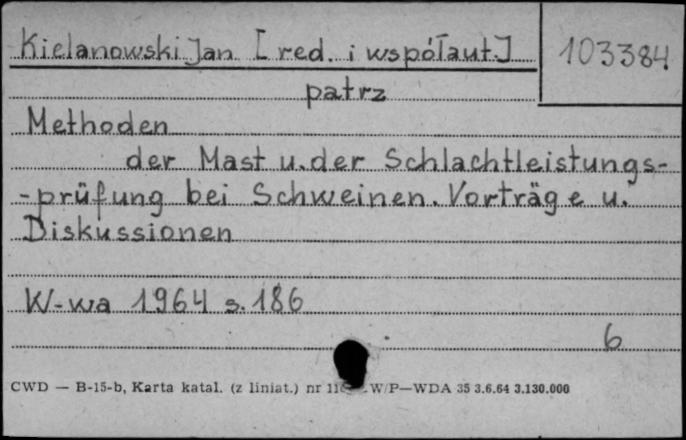 Kielanowski Jan [red. i współaut.]
103384
patrz
Methoden
der Mast u. der Schlachtleistungs-
-prüfung bei Schweinen. Vorträge u.
Diskussionen
W-wa 1964 s. 186
6
CWD — B-15-b, Karta katal. (z liniat.) nr W/P—WDA 35 3.6.64 3.130.000